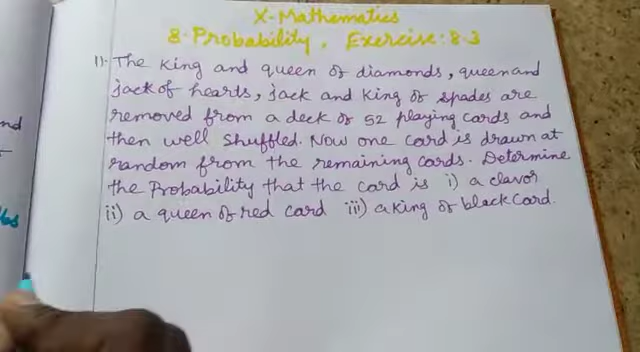 X-Mathematics
8-Probability, Exercise: 8.3
11. The king and queen of diamonds, queen and
jack of hearts, jack and king of spades are
removed from a deck of 52 playing cards and
then well shuffled. Now one card is drawn at
random from the remaining cards. Determine
the Probability that the card is i) a clavor
ii) a queen of red card iii) a king of black card.